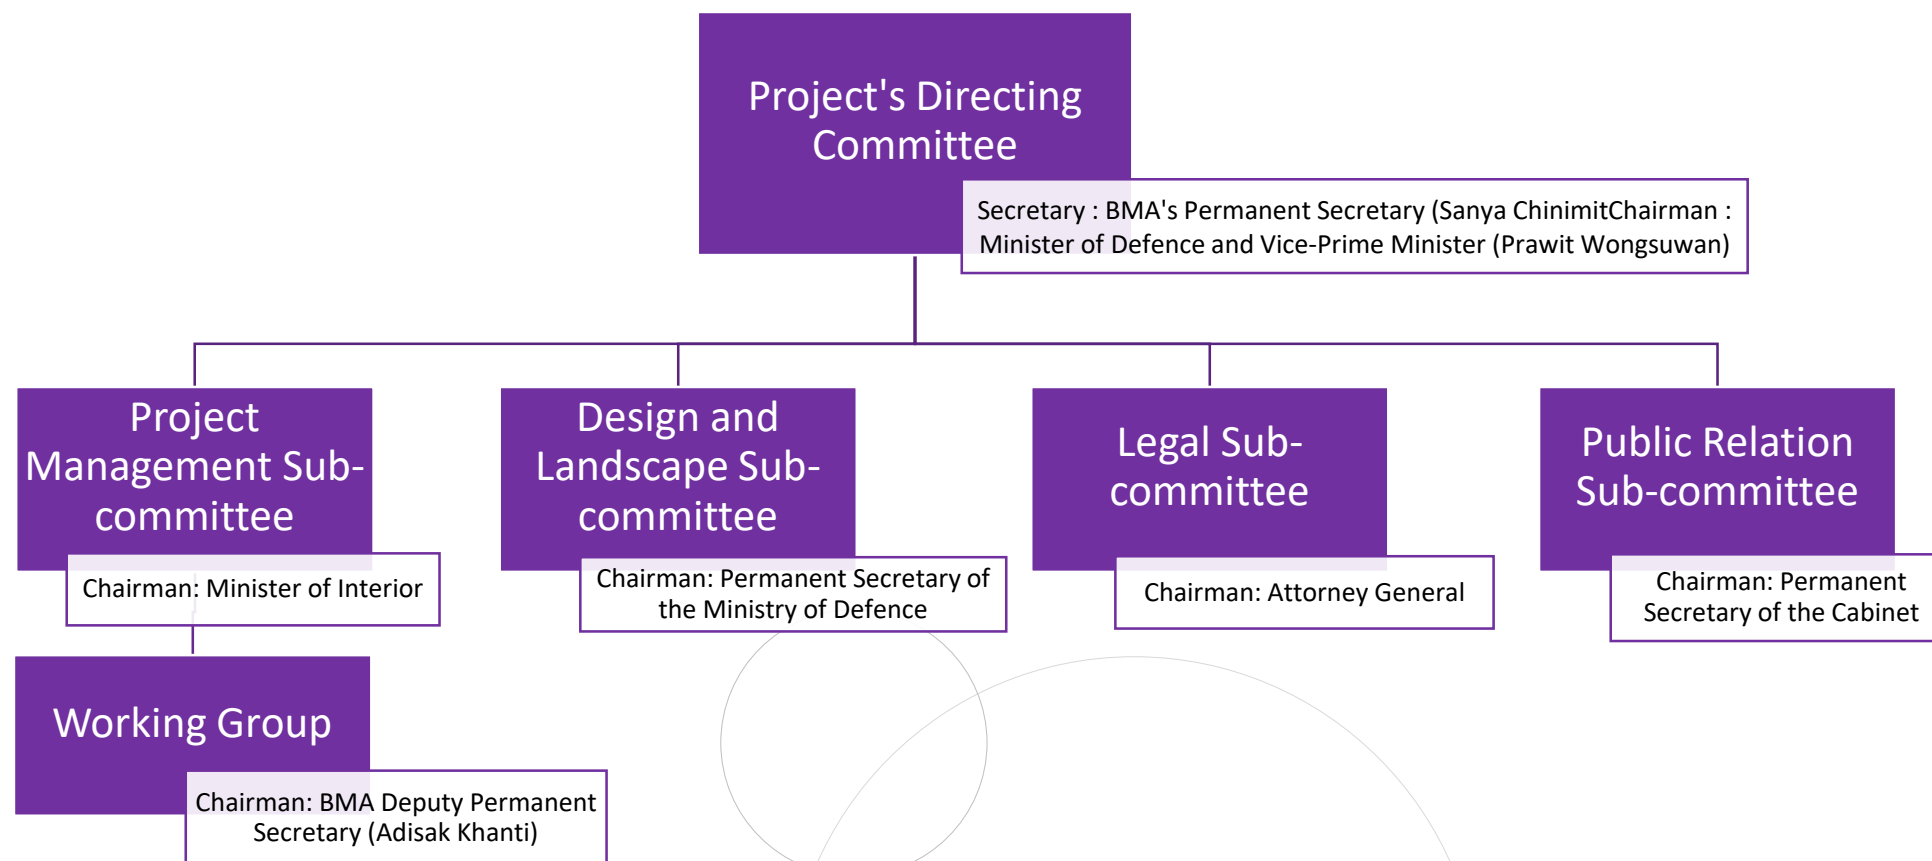 Project's Directing
Committee
Secretary : BMA's Permanent Secretary (Sanya ChinimitChairman :
Minister of Defence and Vice-Prime Minister (Prawit Wongsuwan)
Project
Management Sub-
committee
Chairman: Minister of Interior
Design and
Landscape Sub-
committee
Chairman: Permanent Secretary of
the Ministry of Defence
Legal Sub-
committee
Chairman: Attorney General
Public Relation
Sub-committee
Chairman: Permanent
Secretary of the Cabinet
Working Group
Chairman: BMA Deputy Permanent
Secretary (Adisak Khanti)